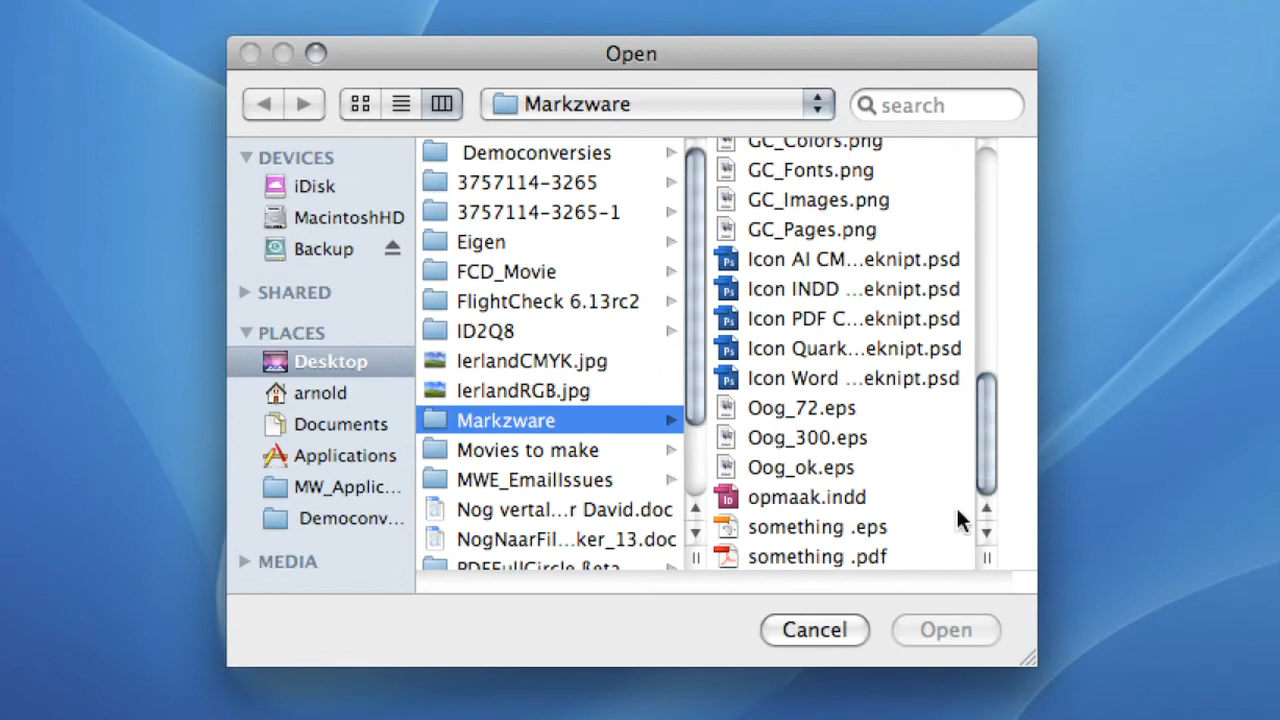 Open
Markzware
search
DEVICES
iDisk
MacintoshHD
Backup
SHARED
PLACES
Desktop
arnold
Documents
Applications
MW_Applic...
Democonv...
MEDIA
Democonversies
3757114-3265
3757114-3265-1
Eigen
FCD_Movie
FlightCheck 6.13rc2
ID2Q8
IerlandCMYK.jpg
IerlandRGB.jpg
Markzware
Movies to make
MWE_EmailIssues
Nog vertal...r David.doc
NogNaarFil...ker_13.doc
PDFFullCircle βeta
GC_Colors.png
GC_Fonts.png
GC_Images.png
GC_Pages.png
Icon AI CM...eknipt.psd
Icon INDD ...eknipt.psd
Icon PDF C...eknipt.psd
Icon Quark...eknipt.psd
Icon Word ...eknipt.psd
Oog_72.eps
Oog_300.eps
Oog_ok.eps
opmaak.indd
something .eps
something .pdf
Cancel
Open